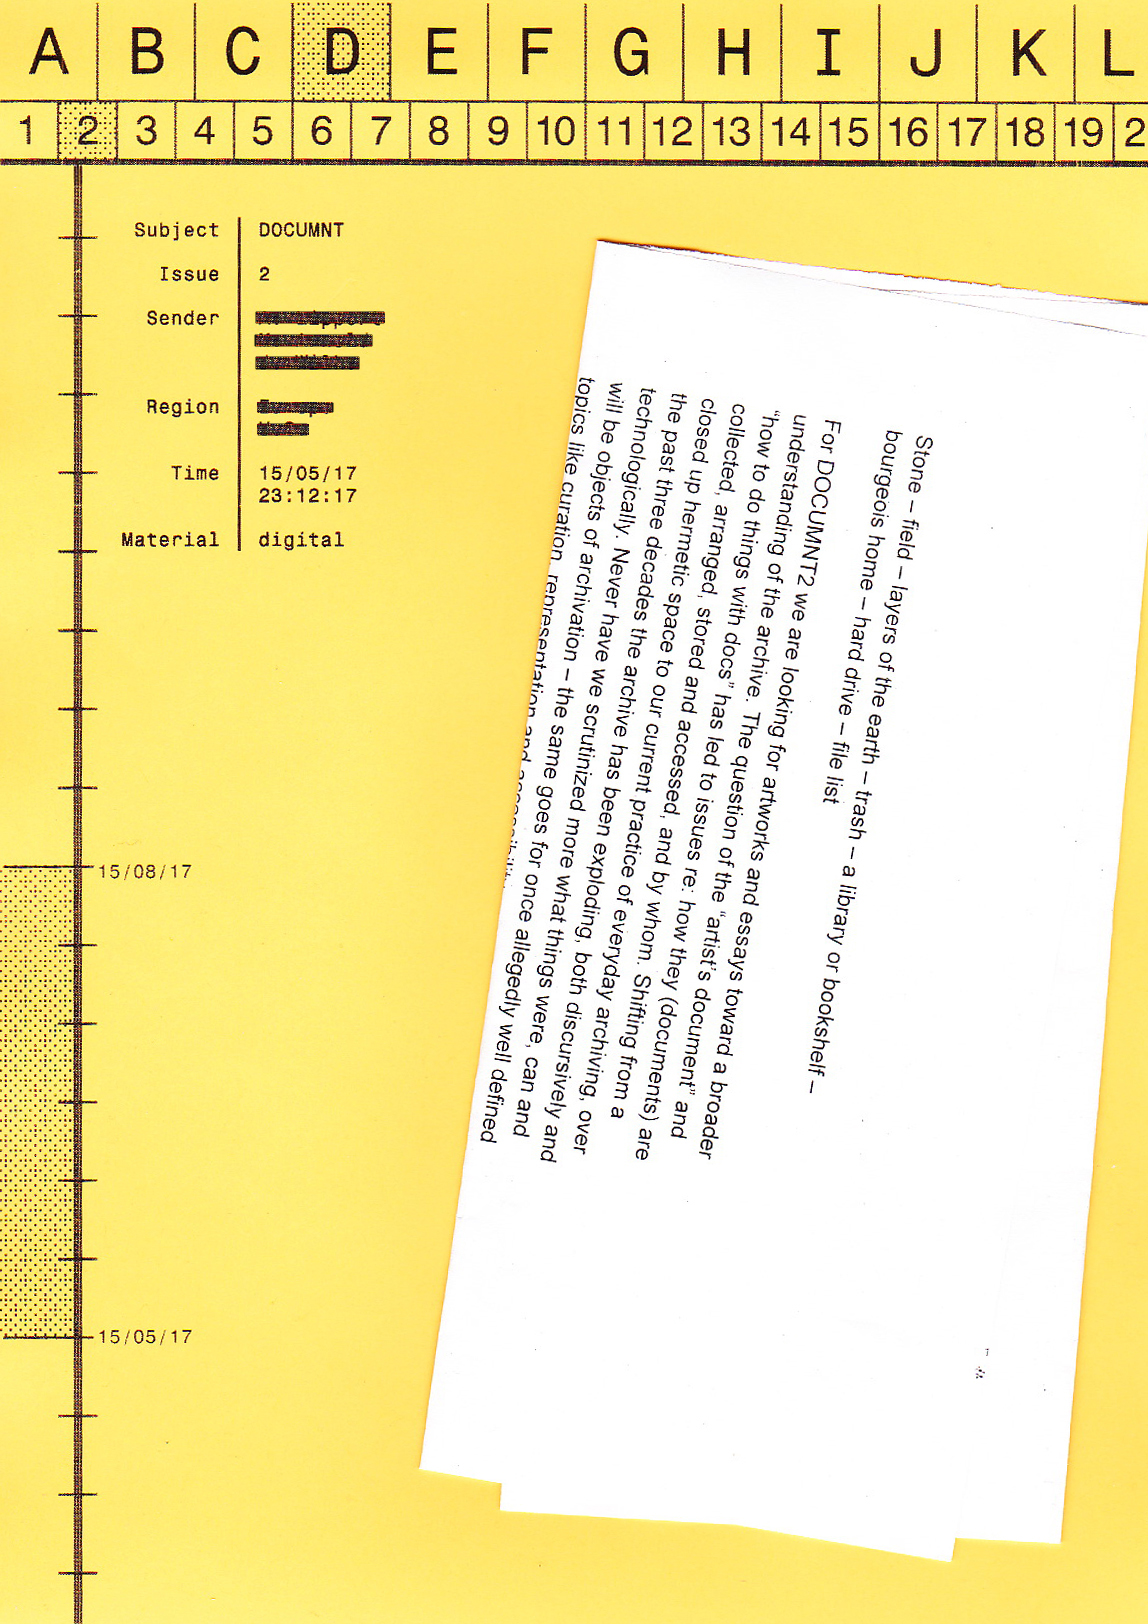 A B C D E F G H I J K L
1 2 3 4 5 6 7 8 9 10 11 12 13 14 15 16 17 18 19 2
Subject DOCUMNT
Issue 2
Sender
Region
Time 15/05/17
23:12:17
Material digital
15/08/17
15/05/17
Stone – field – layers of the earth – trash – a library or bookshelf –
bourgeois home – hard drive – file list
For DOCUMNT2 we are looking for artworks and essays toward a broader
understanding of the archive. The question of the “artist's document” and
“how to do things with docs” has led to issues re: how they (documents) are
collected, arranged, stored and accessed, and by whom. Shifting from a
closed up hermetic space to our current practice of everyday archiving, over
the past three decades the archive has been exploding, both discursively and
technologically. Never have we scrutinized more what things were, can and
will be objects of archivation – the same goes for once allegedly well defined
topics like curation, representation and